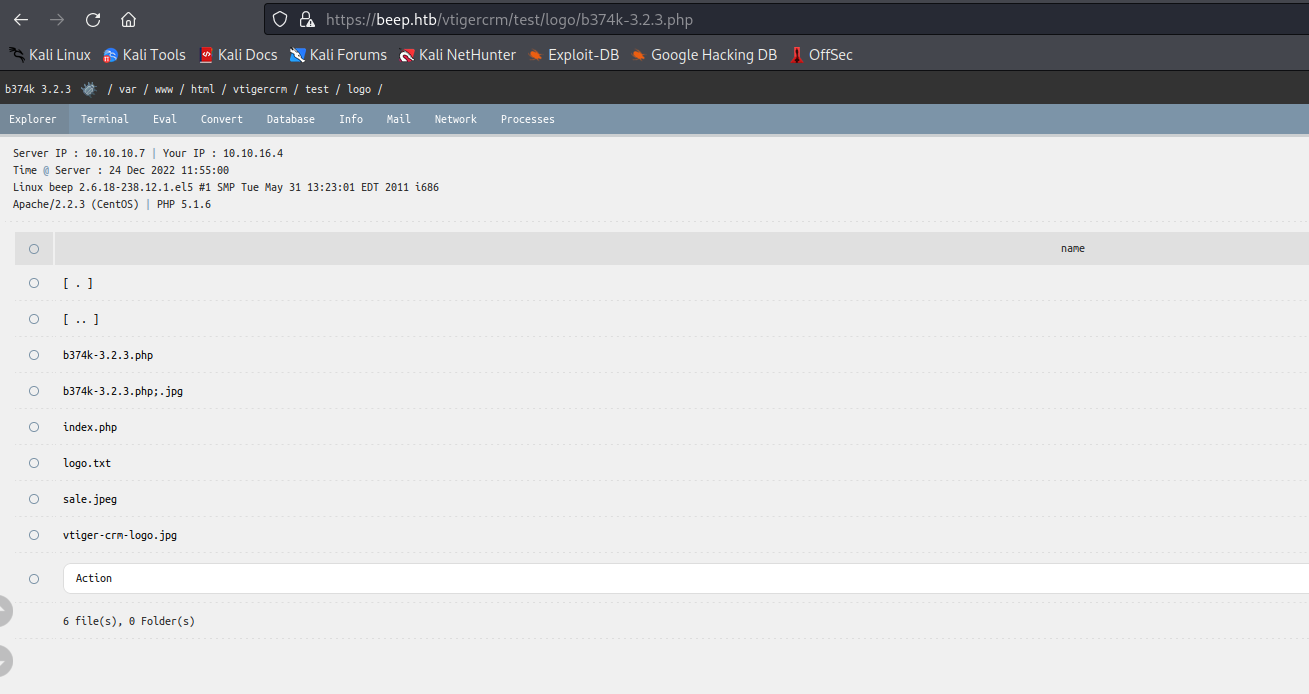 https://beep.htb/vtigercrm/test/logo/b374k-3.2.3.php
Kali Linux Kali Tools Kali Docs Kali Forums Kali NetHunter Exploit-DB Google Hacking DB OffSec
b374k 3.2.3 / var / www / html / vtigercrm / test / logo /
Explorer Terminal Eval Convert Database Info Mail Network Processes
Server IP : 10.10.10.7 | Your IP : 10.10.16.4
Time @ Server : 24 Dec 2022 11:55:00
Linux beep 2.6.18-238.12.1.el5 #1 SMP Tue May 31 13:23:01 EDT 2011 i686
Apache/2.2.3 (CentOS) | PHP 5.1.6
name
[ . ]
[ .. ]
b374k-3.2.3.php
b374k-3.2.3.php;.jpg
index.php
logo.txt
sale.jpeg
vtiger-crm-logo.jpg
Action
6 file(s), 0 Folder(s)